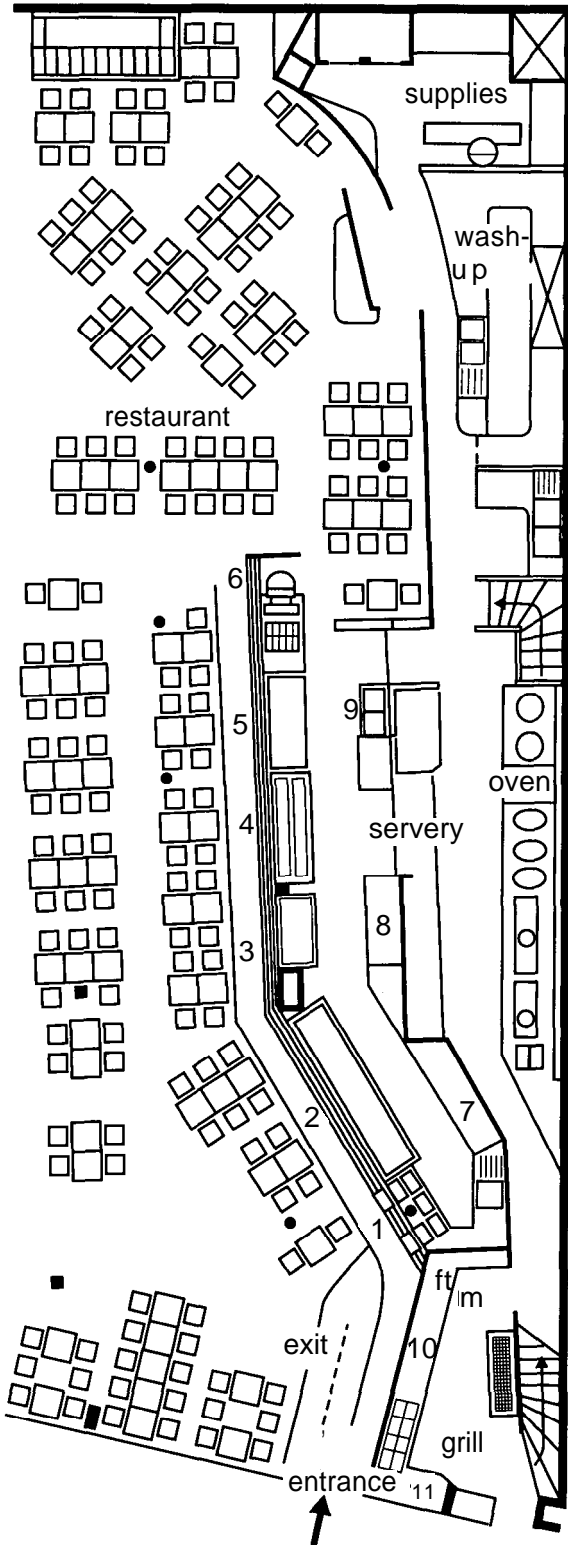 supplies
wash-
up
restaurant
6
9
5
oven
4
servery
8
3
7
2
1
ft
m
exit
10
grill
entrance
11